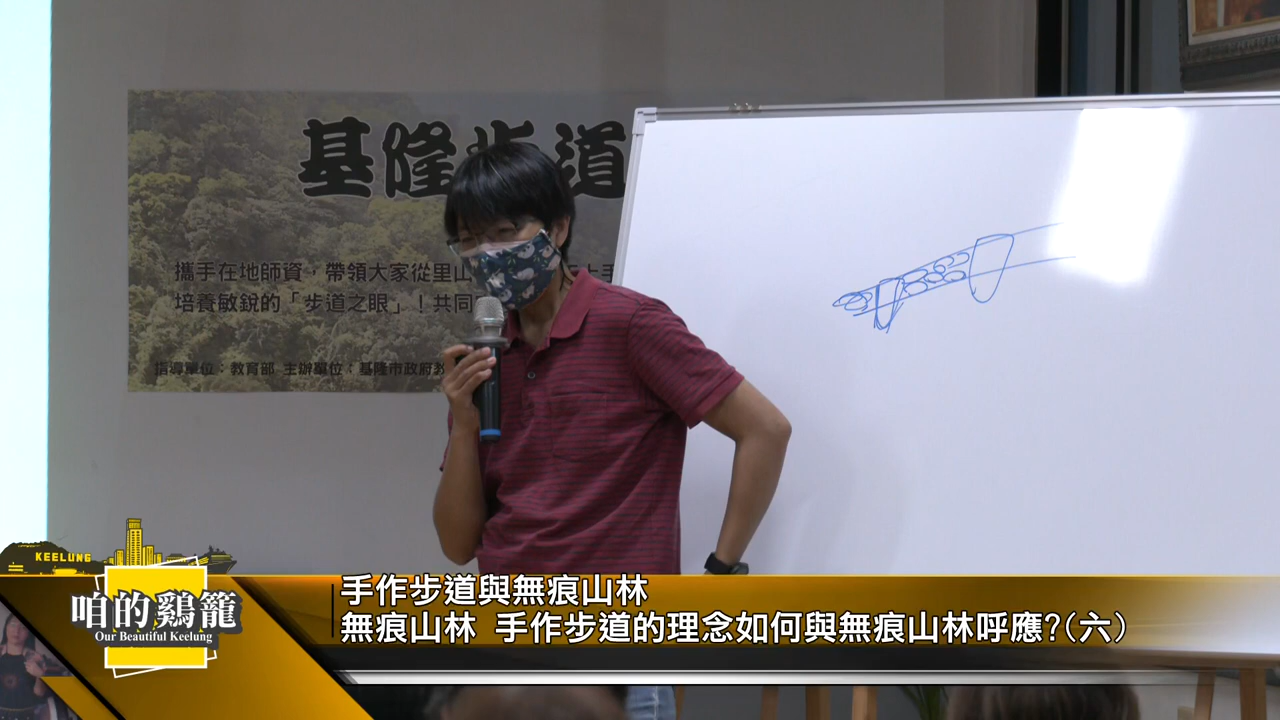 基隆步道
攜手在地師資，帶領大家從里山
培養敏銳的「步道之眼」！共同
指導單位：教育部 主辦單位：基隆市政府教
KEELUNG
咱的鷄籠
Our Beautiful Keelung
手作步道與無痕山林
無痕山林 手作步道的理念如何與無痕山林呼應?(六)